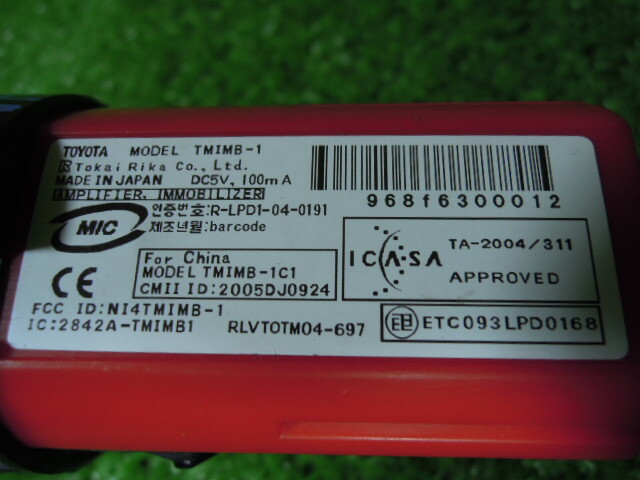 TOYOTA MODEL TMIMB-1
Tokai Rika Co., Ltd.
MADE IN JAPAN DC5V, 100mA
AMPLIFIER, IMMOBILIZER
968f6300012
MIC
인증번호:R-LPD1-04-0191
제조년월:barcode
For China
MODEL TMIMB-1C1
CMII ID:2005DJ0924
ICASA
TA-2004/311
APPROVED
CE
FCC ID:NI4TMIMB-1
IC:2842A-TMIMB1 RLVTOTM04-697
ETC093LPD0168